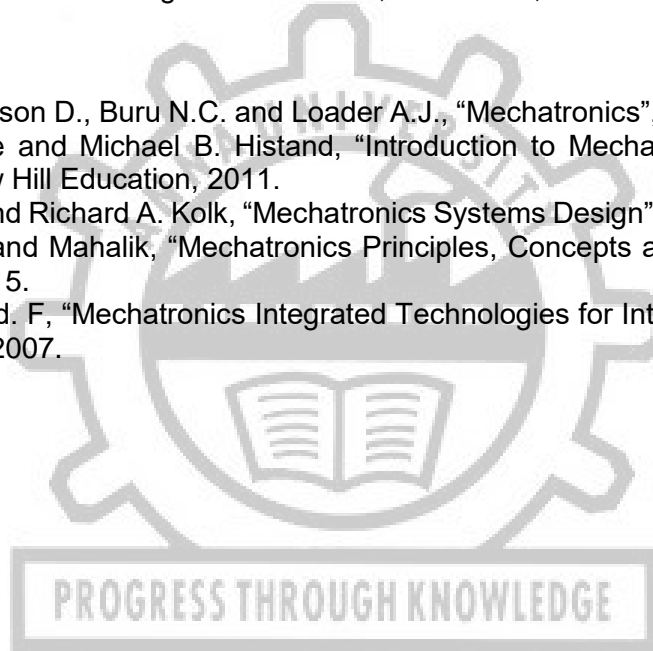 son D., Buru N.C. and Loader A.J., “Mechatronics”,
e and Michael B. Histand, “Introduction to Mecha
Hill Education, 2011.
nd Richard A. Kolk, “Mechatronics Systems Design”
and Mahalik, “Mechatronics Principles, Concepts a
5.
d. F, “Mechatronics Integrated Technologies for Int
2007.
UNIVERSIT
PROGRESS THROUGH KNOWLEDGE